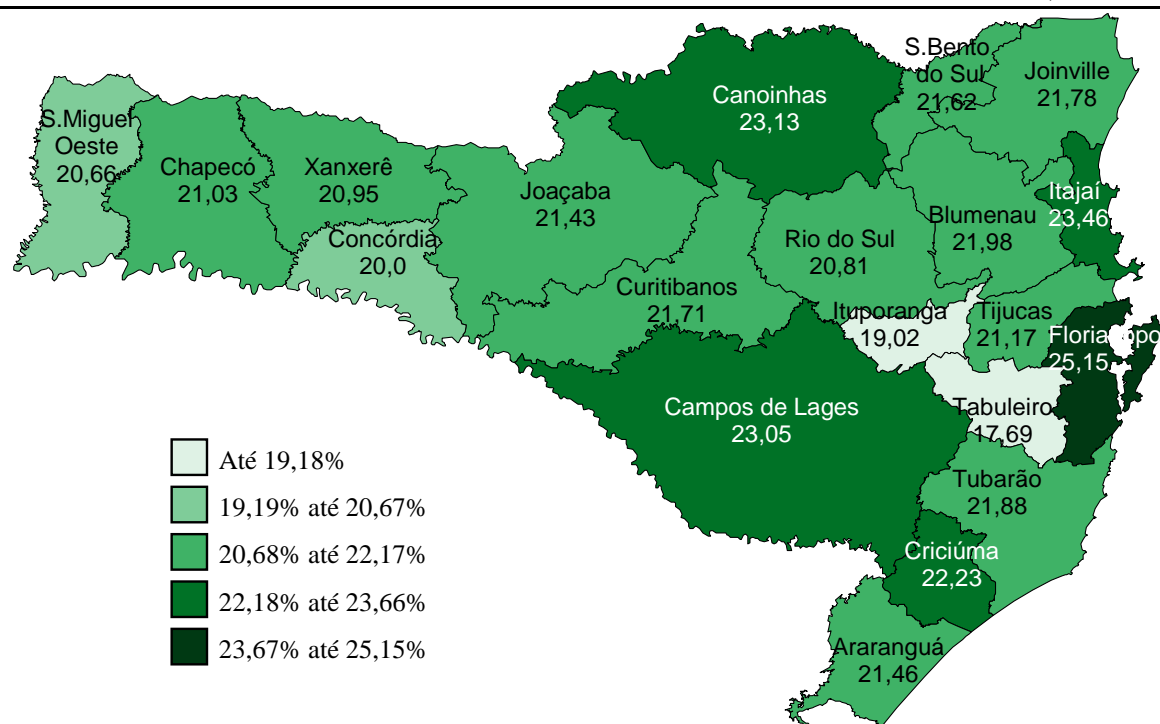 S.Bento
do Sul
21,62
Joinville
21,78
Canoinhas
23,13
S.Miguel
Oeste
20,66
Chapecó
21,03
Xanxerê
20,95
Joaçaba
21,43
Itajaí
23,46
Blumenau
21,98
Rio do Sul
20,81
Concórdia
20,0
Curitibanos
21,71
Ituporanga
19,02
Tijucas
21,17
25,15
Campos de Lages
23,05
Tabuleiro
17,69
Tubarão
21,88
Criciúma
22,23
Araranguá
21,46
Até 19,18%
19,19% até 20,67%
20,68% até 22,17%
22,18% até 23,66%
23,67% até 25,15%